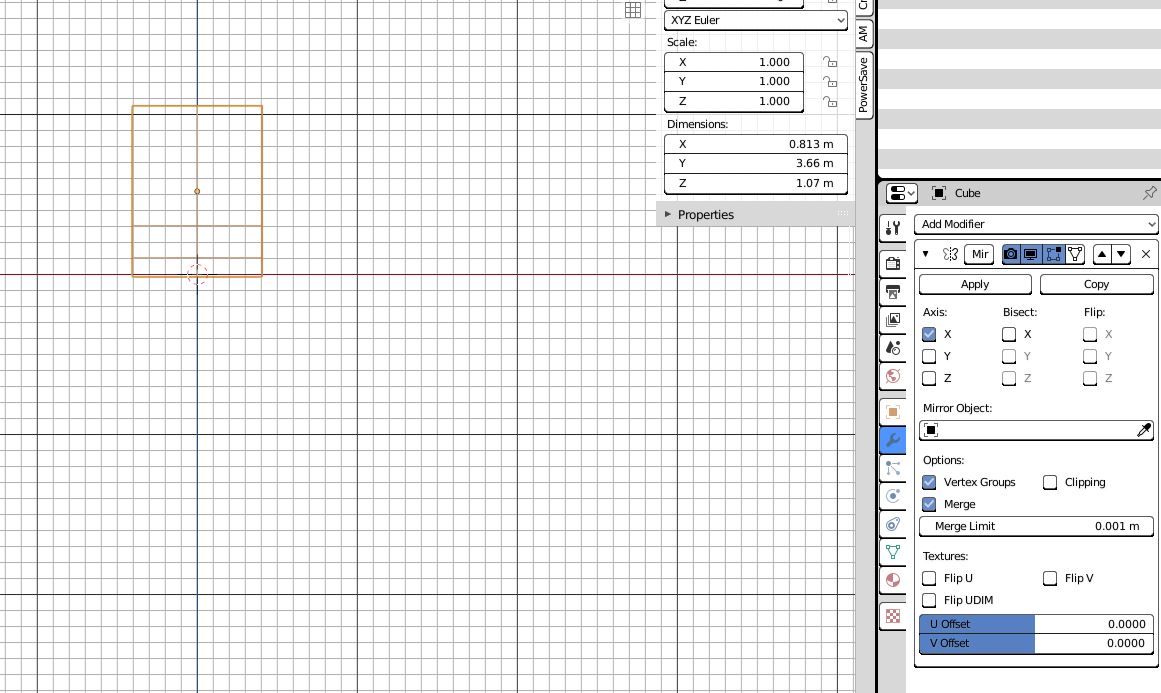 XYZ Euler
Scale:
X 1.000
Y 1.000
Z 1.000
Dimensions:
X 0.813 m
Y 3.66 m
Z 1.07 m
Properties
AM
PowerSave
Cube
Add Modifier
Mir
Apply Copy
Axis: Bisect: Flip:
X X X
Y Y Y
Z Z Z
Mirror Object:
Options:
Vertex Groups Clipping
Merge
Merge Limit 0.001 m
Textures:
Flip U Flip V
Flip UDIM
U Offset 0.0000
V Offset 0.0000